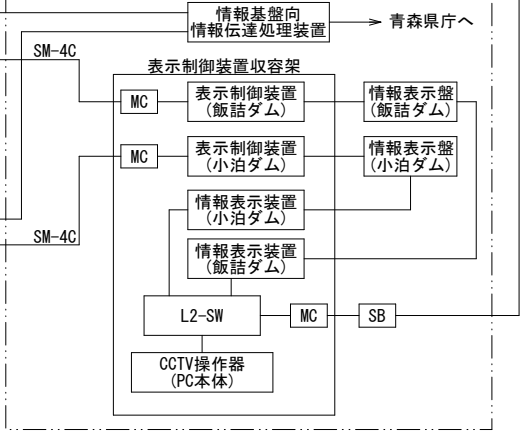 情報基盤向
情報伝達処理装置
青森県庁へ
SM-4C
表示制御装置収容架
MC
表示制御装置
(飯詰ダム)
情報表示盤
(飯詰ダム)
MC
表示制御装置
(小泊ダム)
情報表示盤
(小泊ダム)
情報表示装置
(小泊ダム)
SM-4C
情報表示装置
(飯詰ダム)
L2-SW
MC
SB
CCTV操作器
(PC本体)